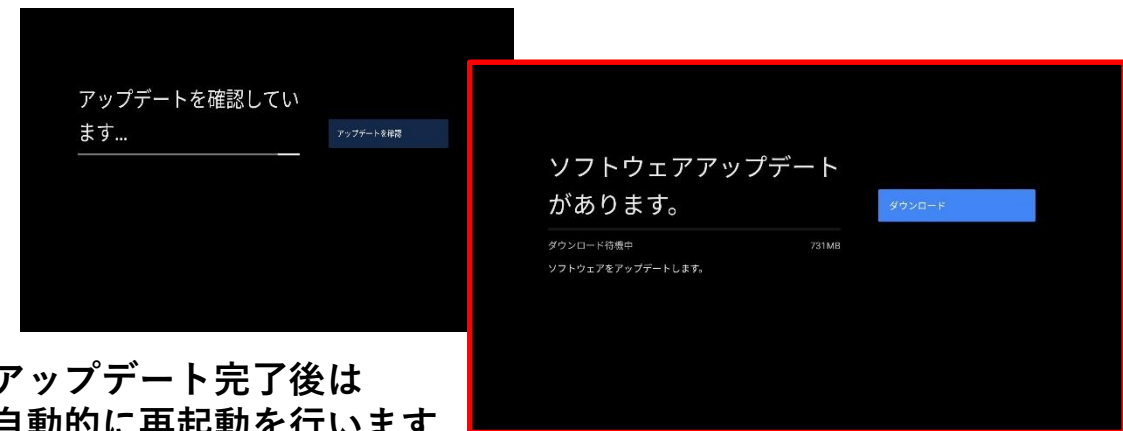 アップデートを確認してい
ます...
アップデートを確認
ソフトウェアアップデート
があります。
ダウンロード
ダウンロード待機中
731MB
ソフトウェアをアップデートします。
アップデート完了後は
自動的に再起動を行います